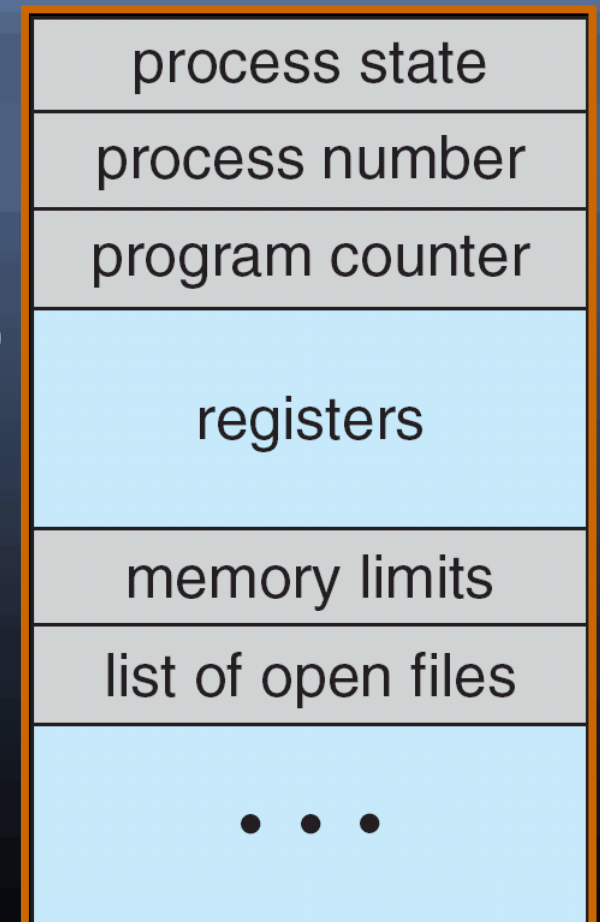 process state
process number
program counter
registers
memory limits
list of open files
• • •